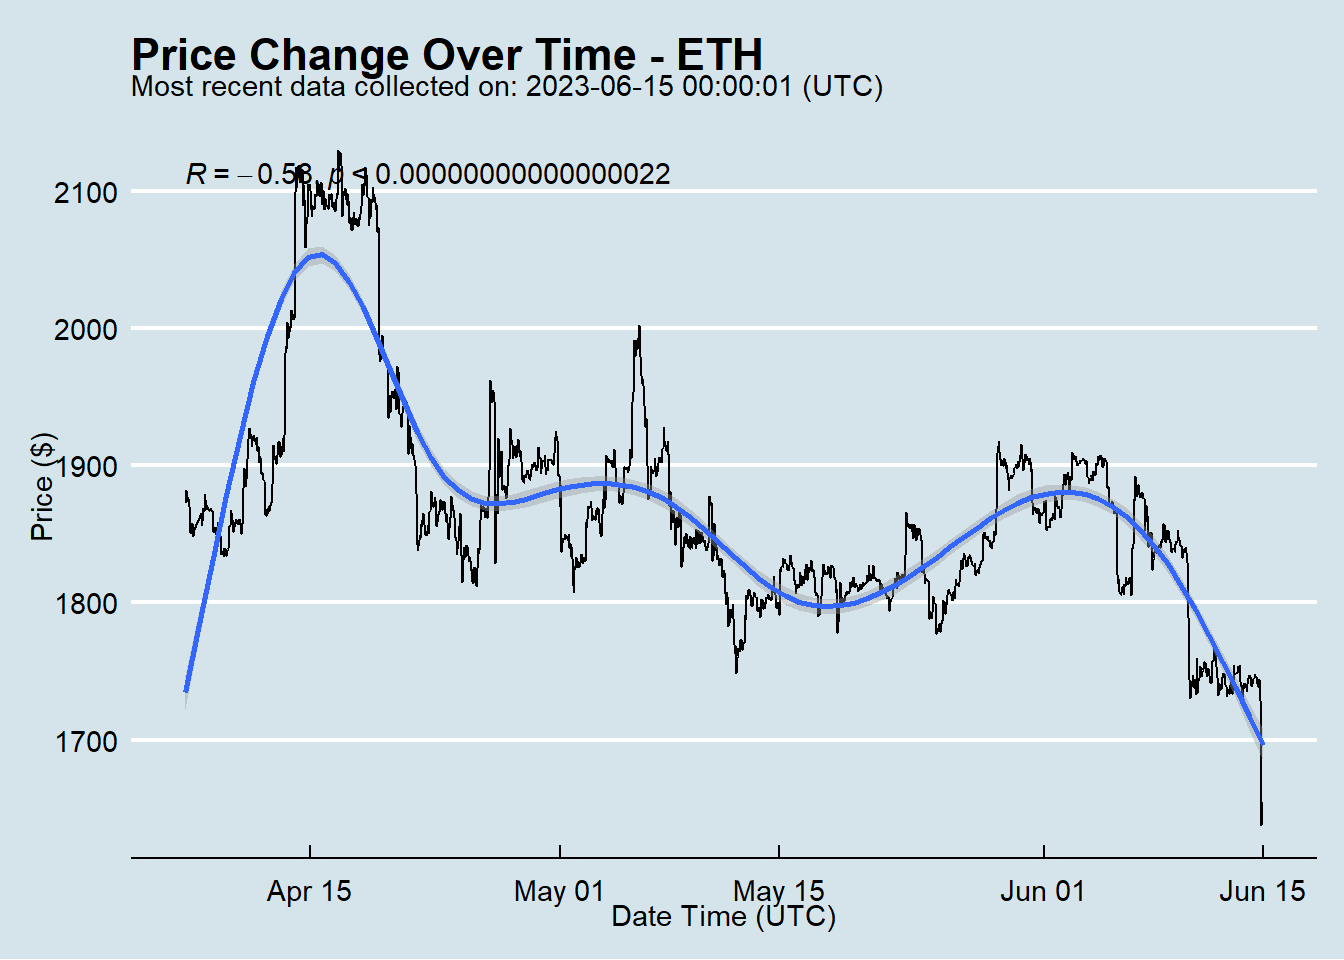 Price Change Over Time - ETH
Most recent data collected on: 2023-06-15 00:00:01 (UTC)
R = −0.53, p < 0.00000000000000022
2100
2000
1900
1800
1700
Price ($)
Apr 15 May 01 May 15 Jun 01 Jun 15
Date Time (UTC)